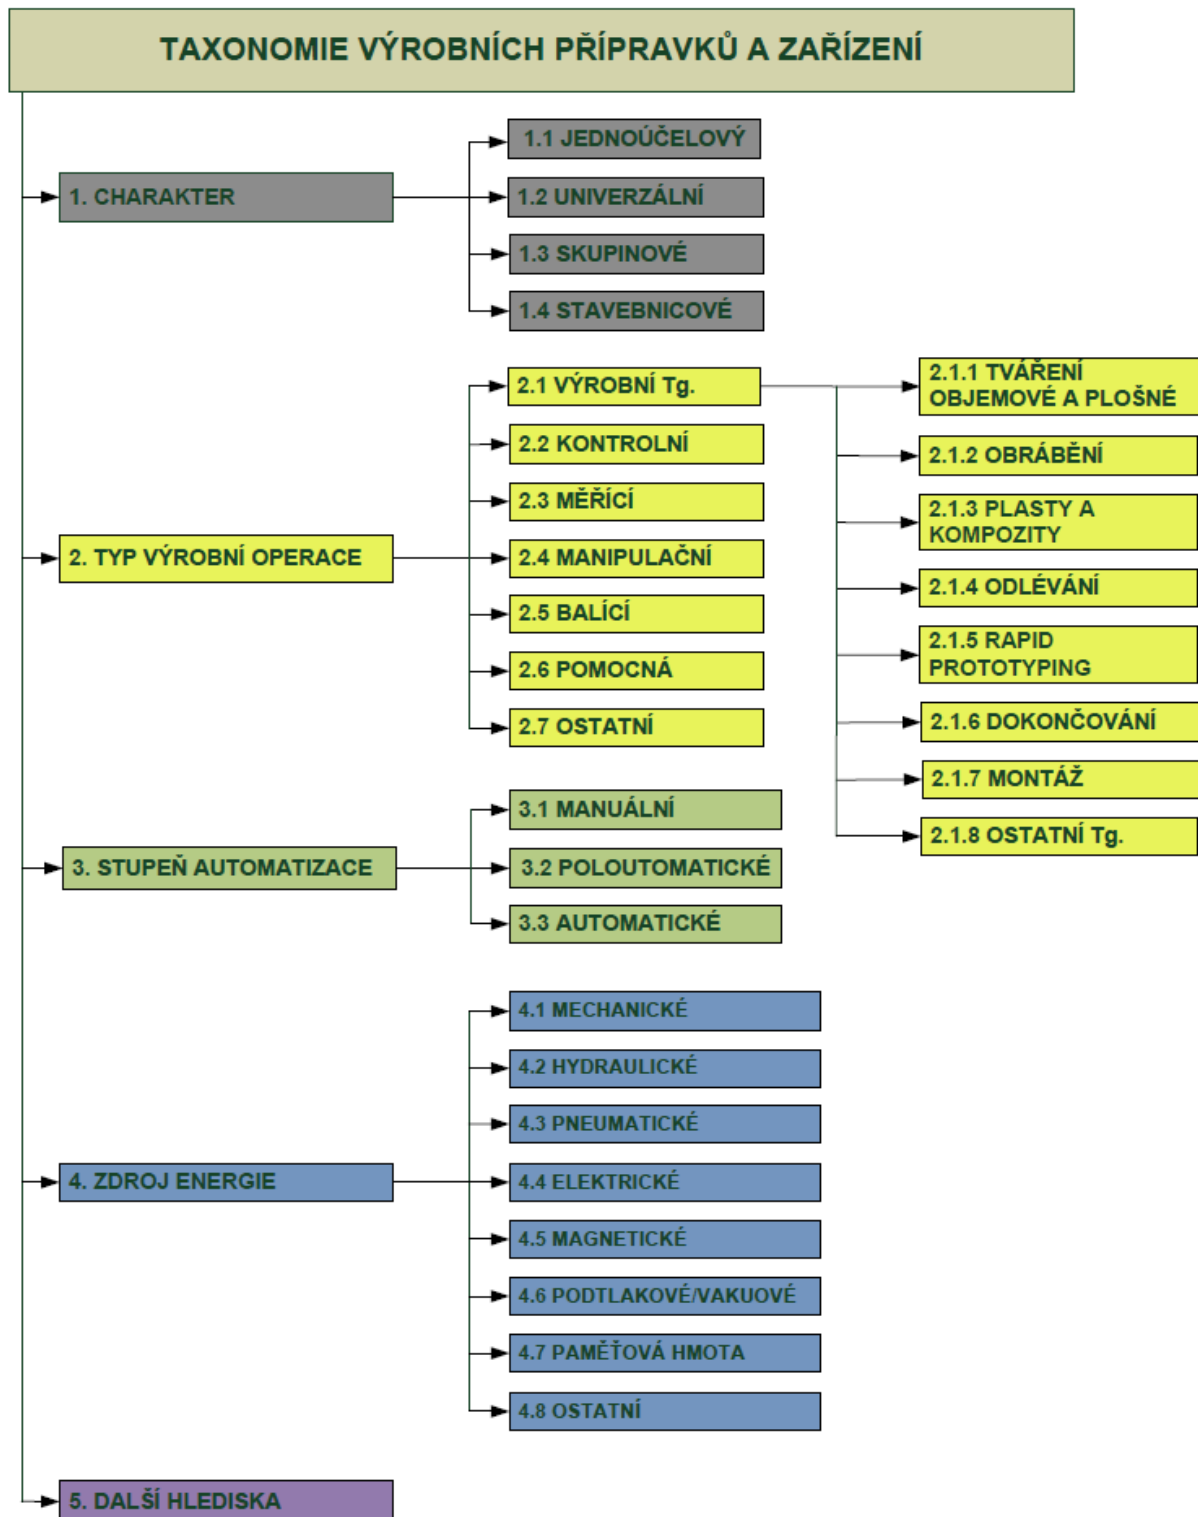 TAXONOMIE VÝROBNÍCH PŘÍPRAVKŮ A ZAŘÍZENÍ
1. CHARAKTER
1.1 JEDNOÚČELOVÝ
1.2 UNIVERZÁLNÍ
1.3 SKUPINOVÉ
1.4 STAVEBNICOVÉ
2. TYP VÝROBNÍ OPERACE
2.1 VÝROBNÍ Tg.
2.2 KONTROLNÍ
2.3 MĚŘÍCÍ
2.4 MANIPULAČNÍ
2.5 BALÍCÍ
2.6 POMOCNÁ
2.7 OSTATNÍ
2.1.1 TVÁŘENÍ
OBJEMOVÉ A PLOŠNÉ
2.1.2 OBRÁBĚNÍ
2.1.3 PLASTY A
KOMPOZITY
2.1.4 ODLÉVÁNÍ
2.1.5 RAPID
PROTOTYPING
2.1.6 DOKONČOVÁNÍ
2.1.7 MONTÁŽ
2.1.8 OSTATNÍ Tg.
3. STUPEŇ AUTOMATIZACE
3.1 MANUÁLNÍ
3.2 POLOUTOMATICKÉ
3.3 AUTOMATICKÉ
4. ZDROJ ENERGIE
4.1 MECHANICKÉ
4.2 HYDRAULICKÉ
4.3 PNEUMATICKÉ
4.4 ELEKTRICKÉ
4.5 MAGNETICKÉ
4.6 PODTLAKOVÉ/VAKUOVÉ
4.7 PAMĚŤOVÁ HMOTA
4.8 OSTATNÍ
5. DALŠÍ HLEDISKA